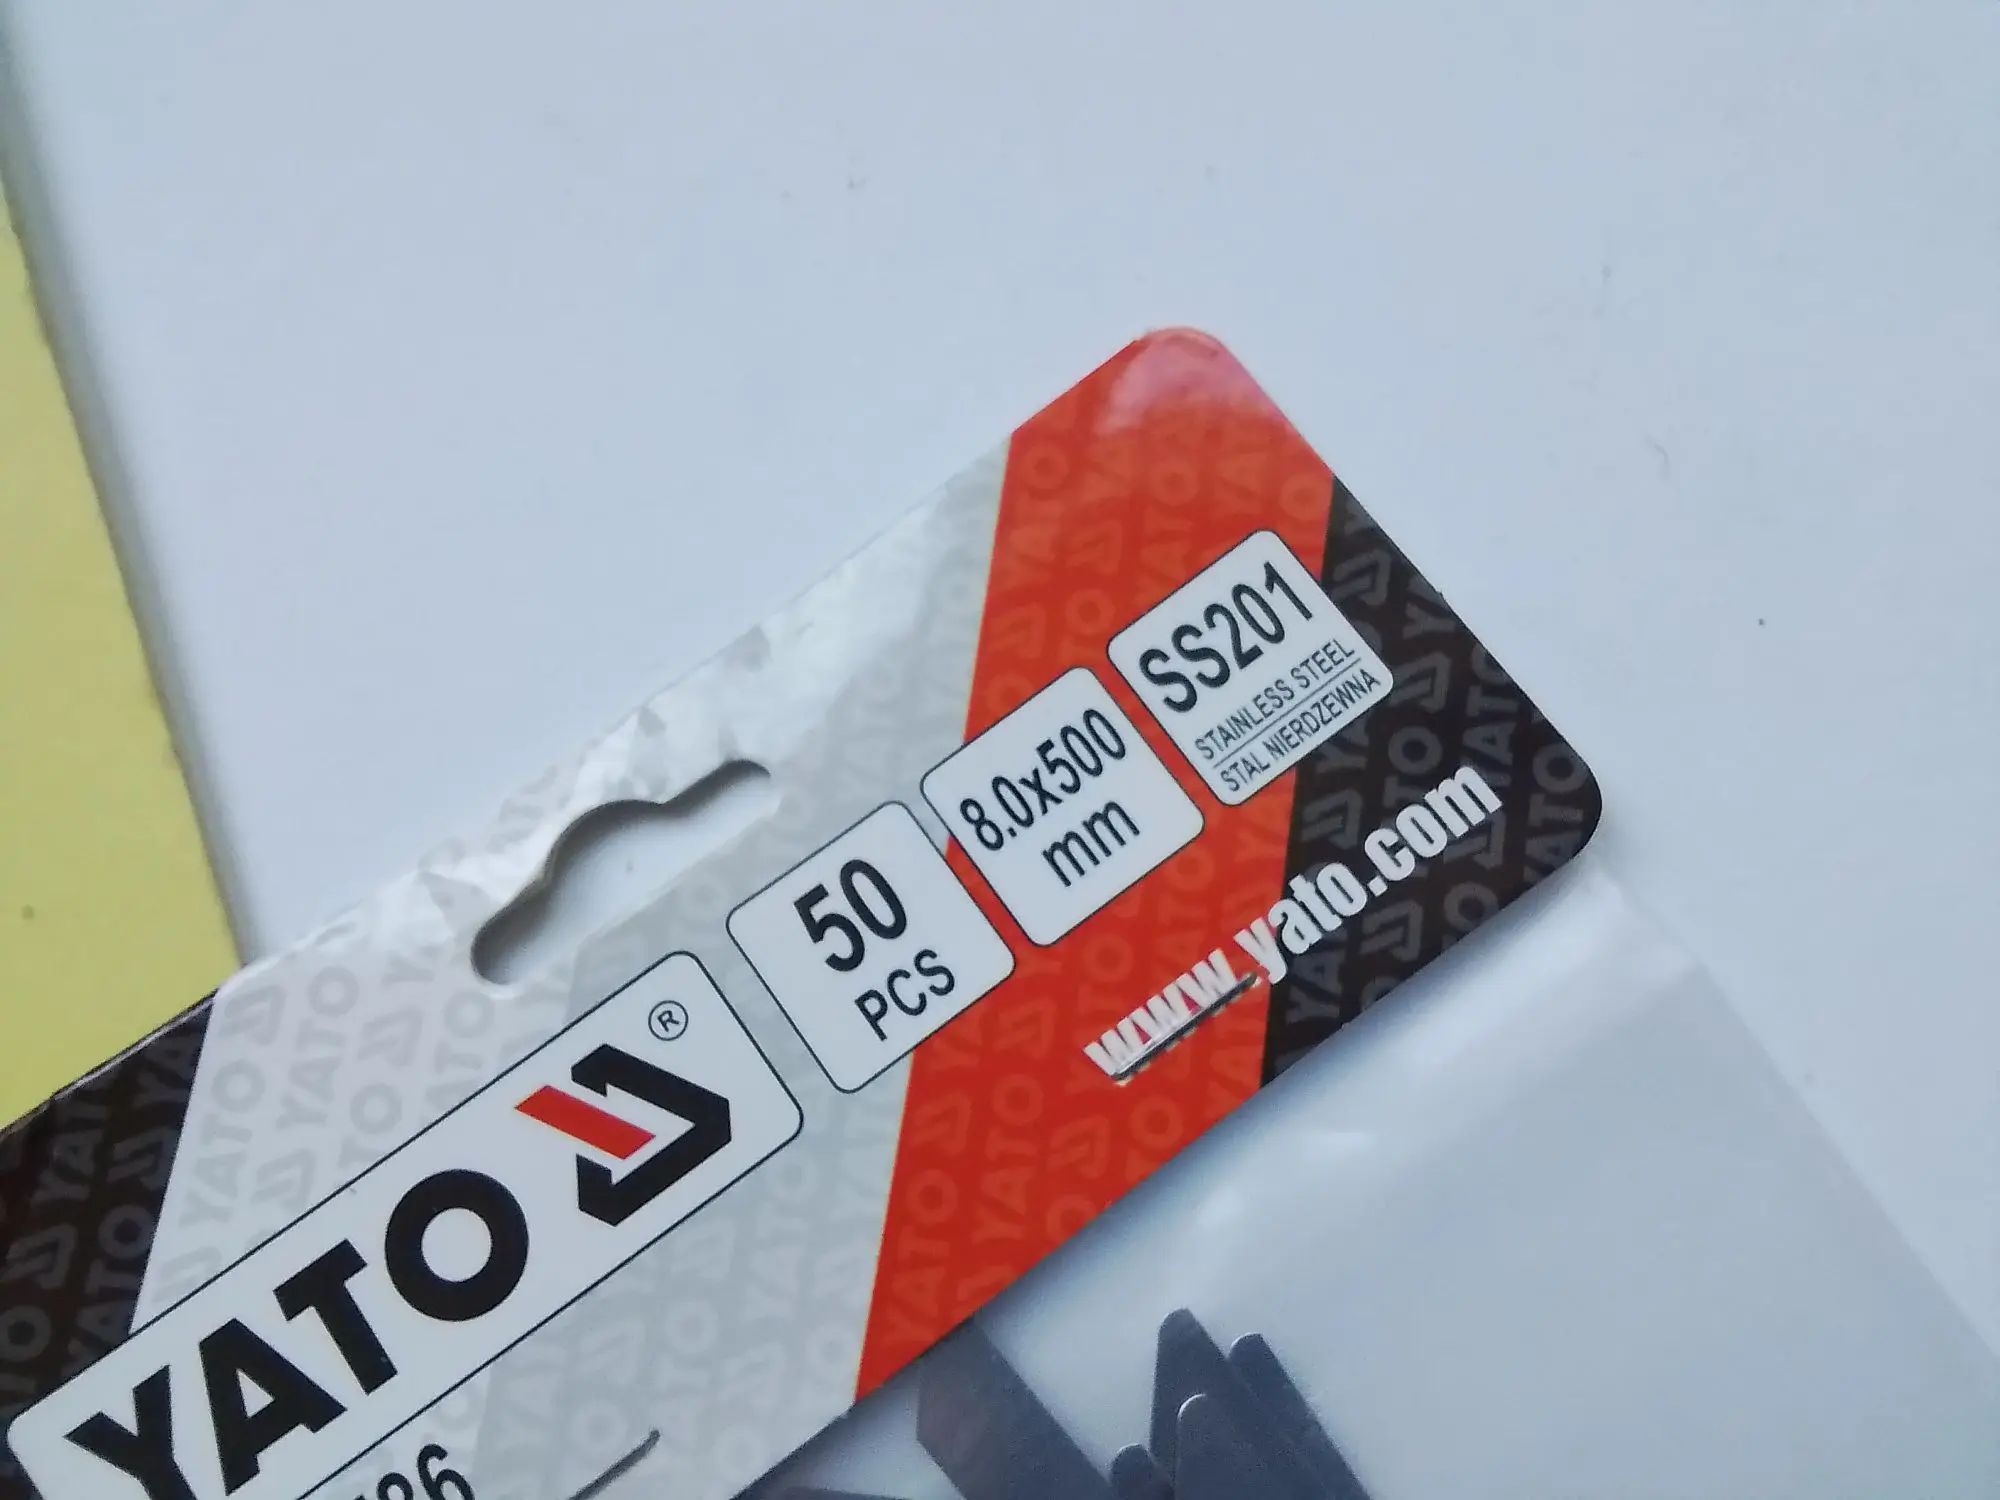 YATO
®
50
PCS
8.0x500
mm
SS201
STAINLESS STEEL
STAL NIERDZEWNA
www.yato.com